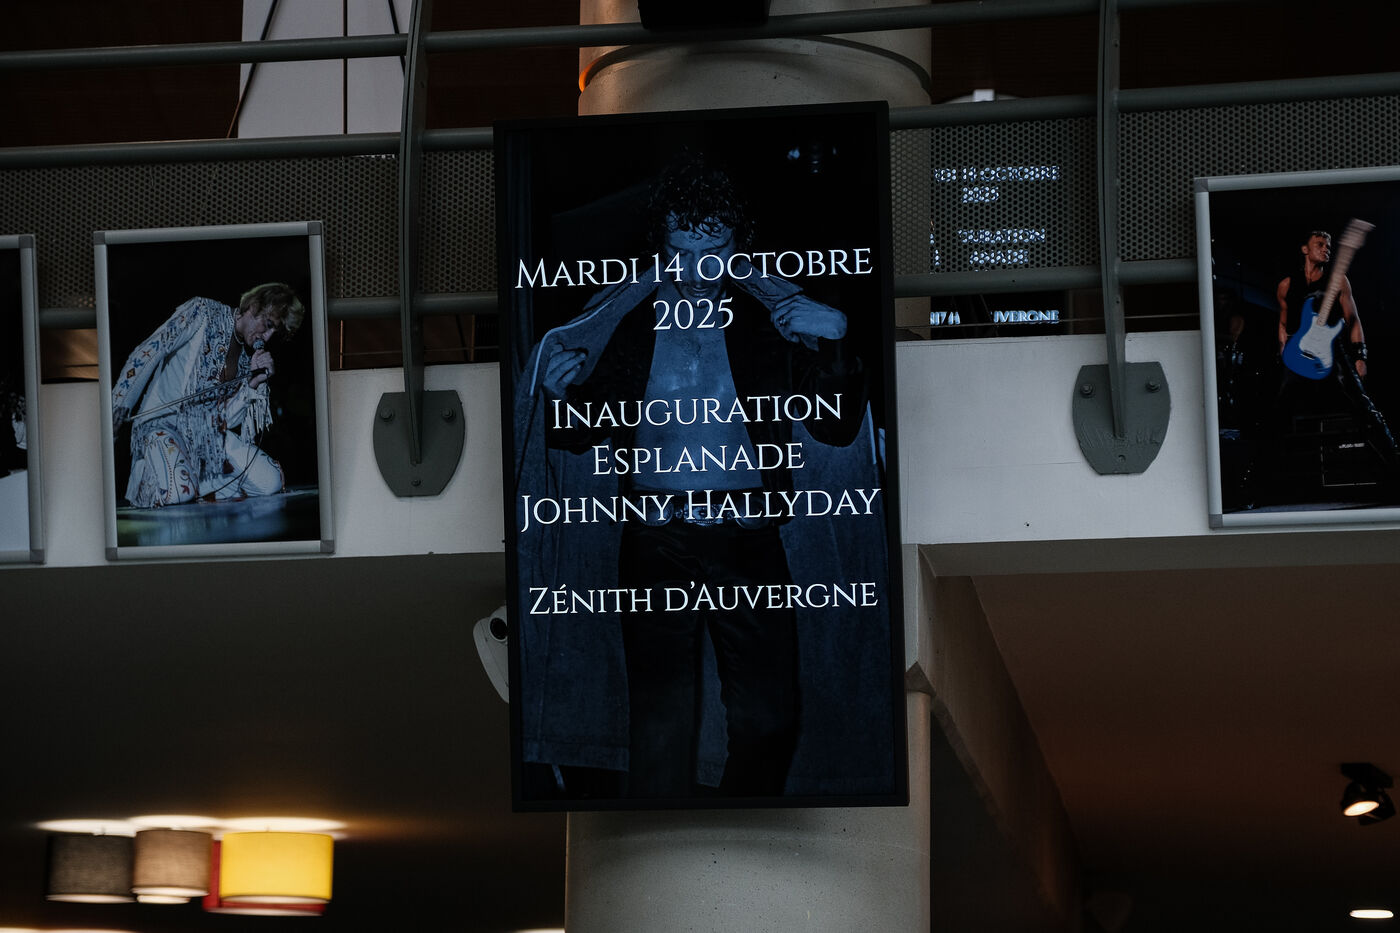 Mardi 14 octobre
2025
Inauguration
Esplanade
Johnny Hallyday
Zénith d'Auvergne